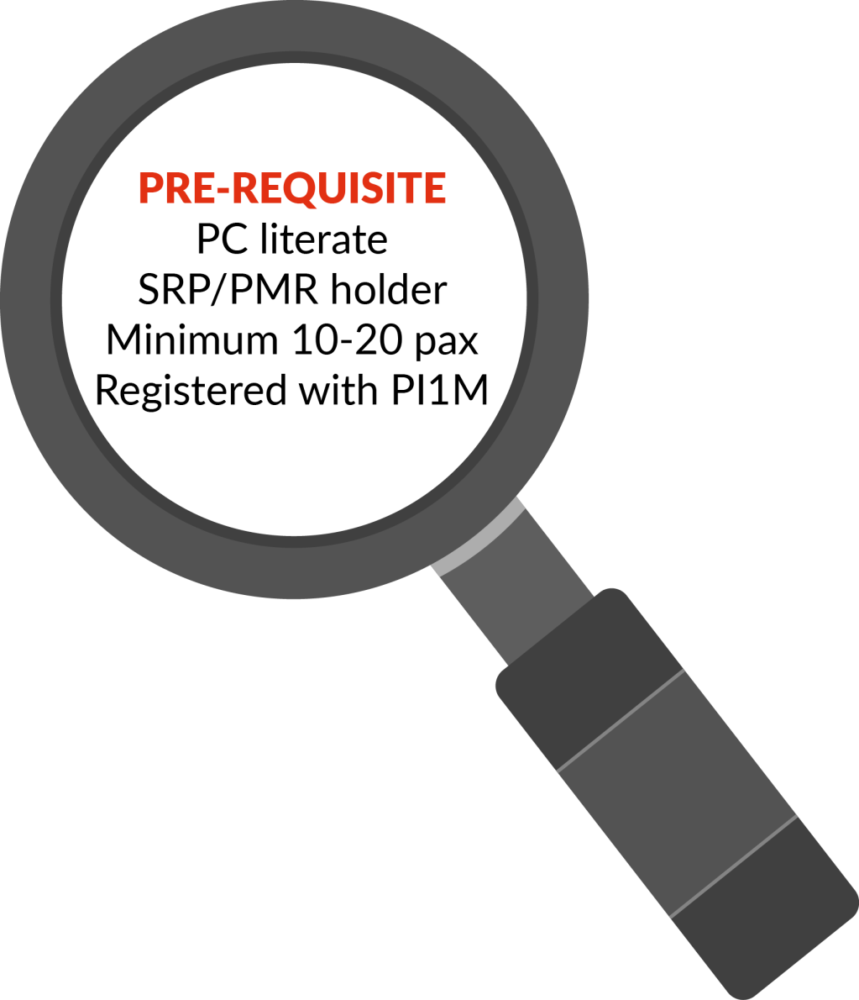 PRE-REQUISITE
PC literate
SRP/PMR holder
Minimum 10-20 pax
Registered with PI1M